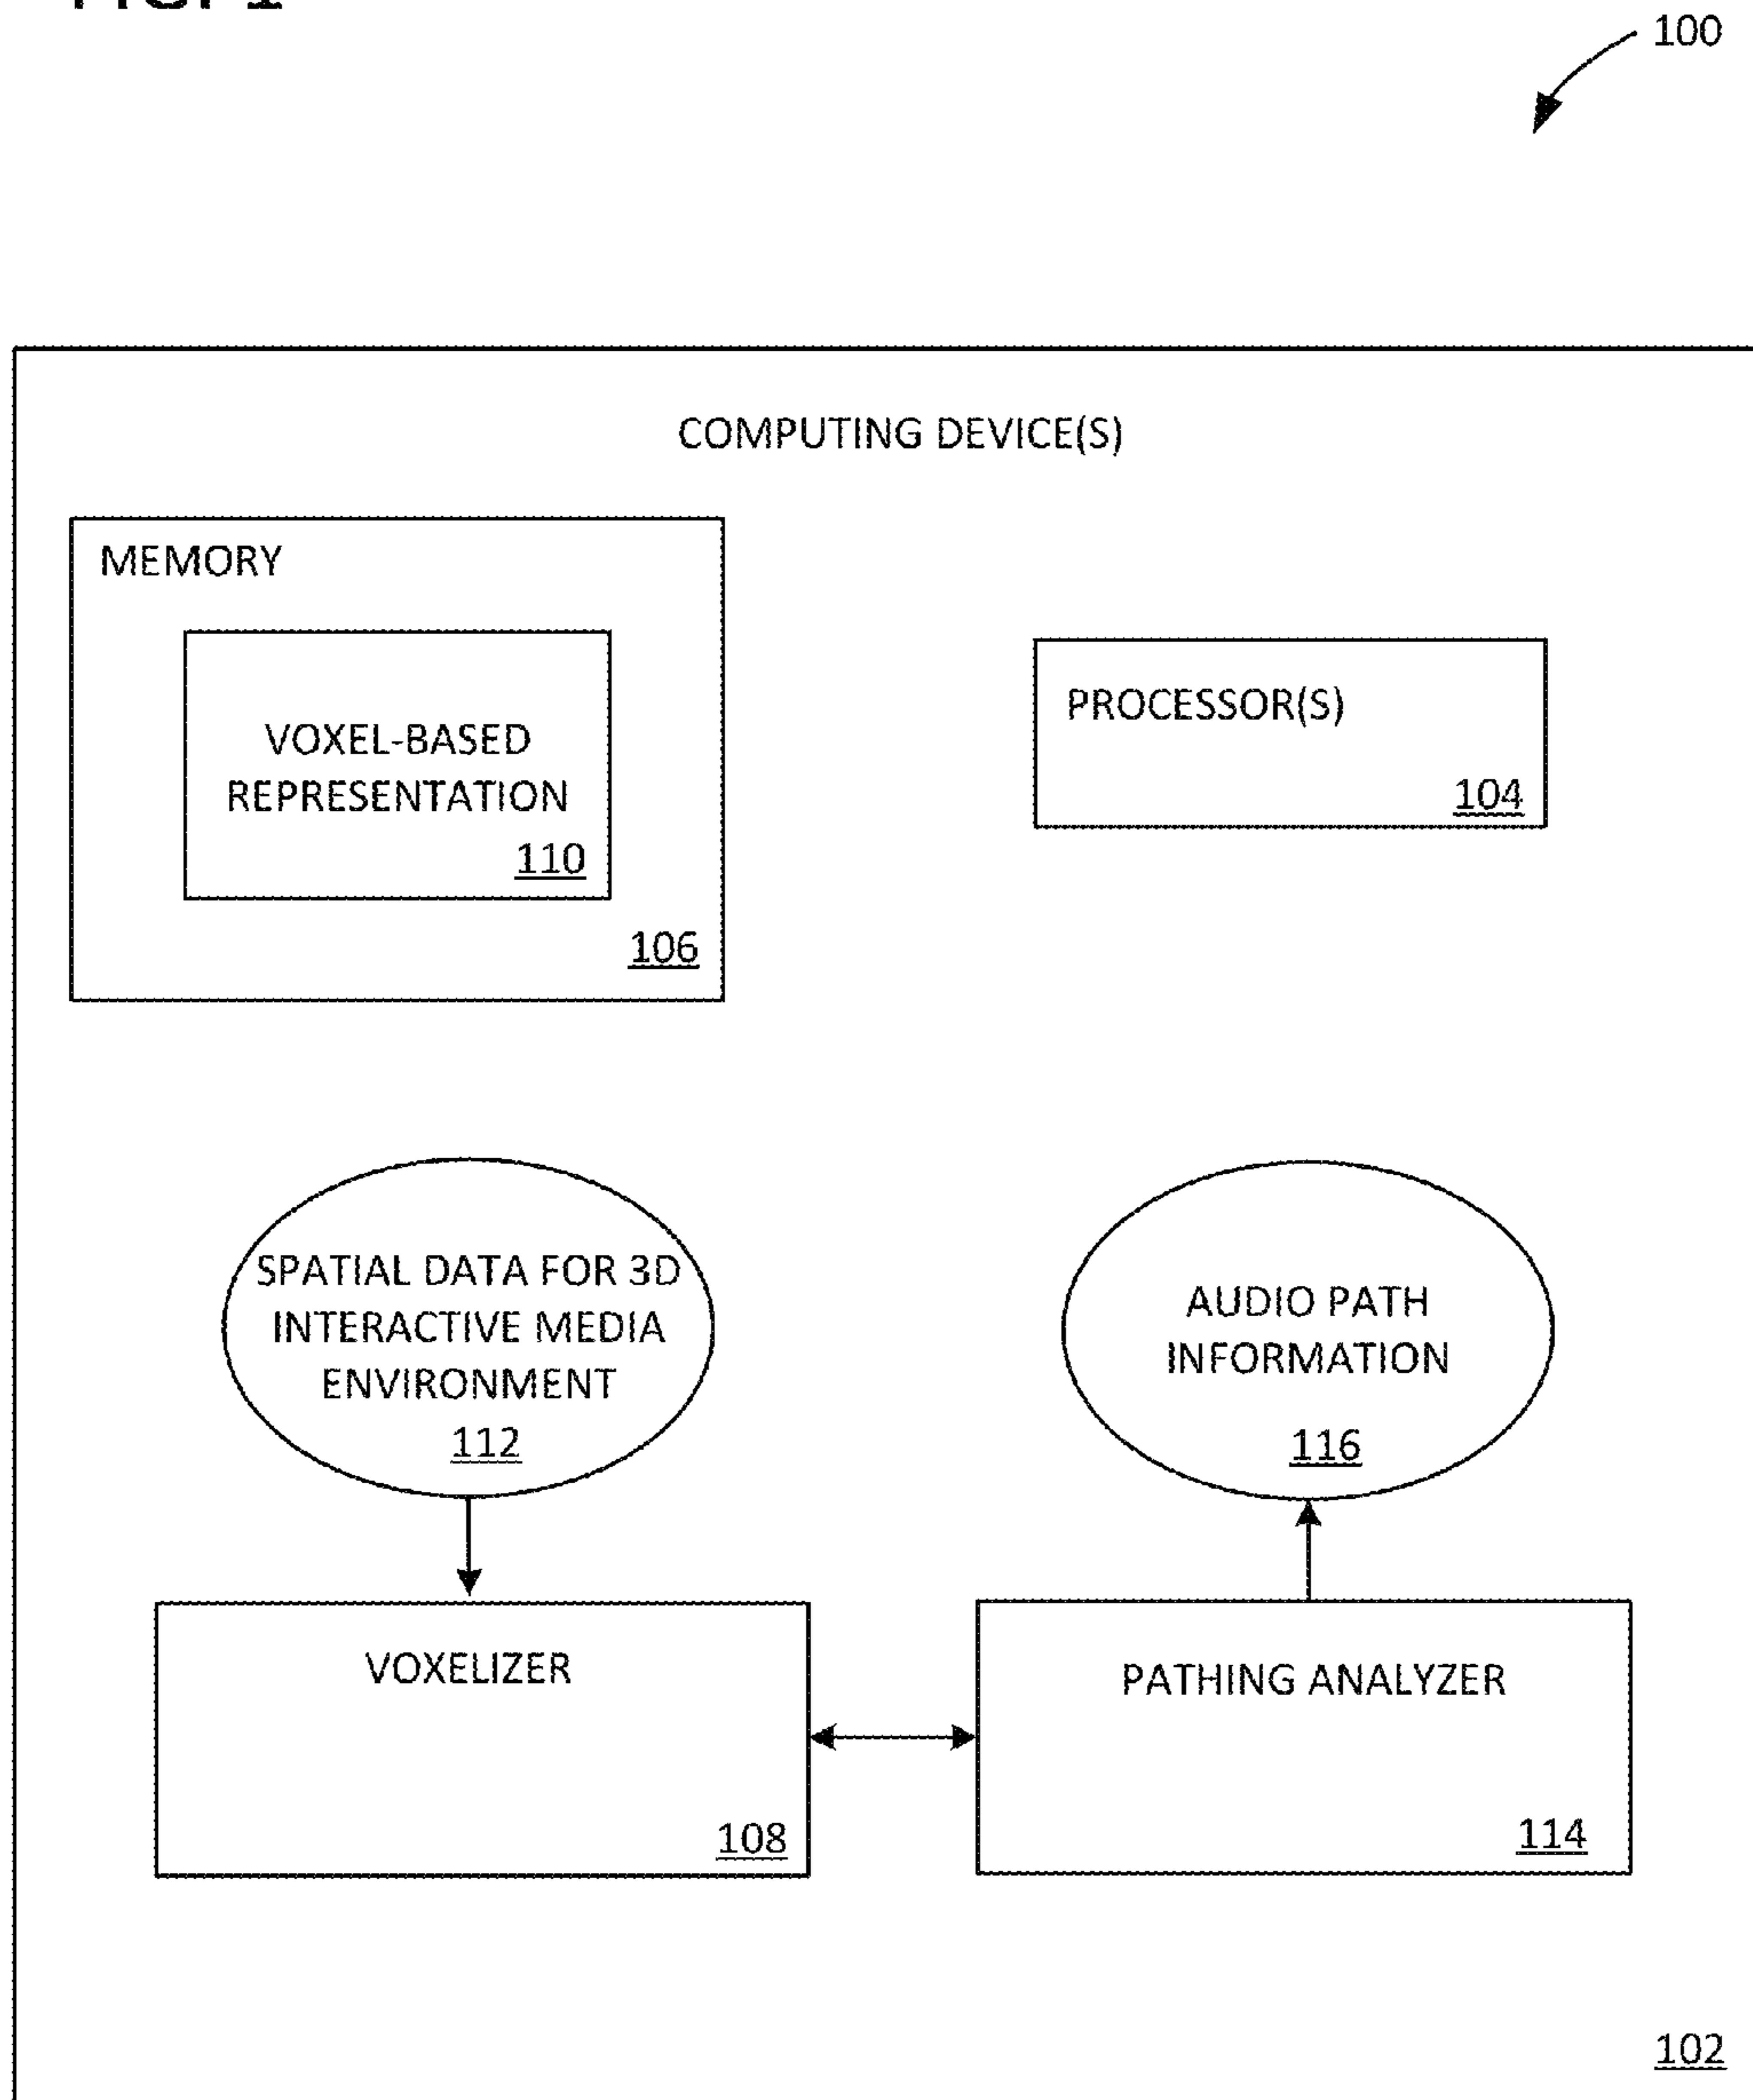 100
COMPUTING DEVICE(S)
MEMORY
VOXEL-BASED
REPRESENTATION
110
106
PROCESSOR(S)
104
SPATIAL DATA FOR 3D
INTERACTIVE MEDIA
ENVIRONMENT
112
AUDIO PATH
INFORMATION
116
VOXELIZER
108
PATHING ANALYZER
114
102